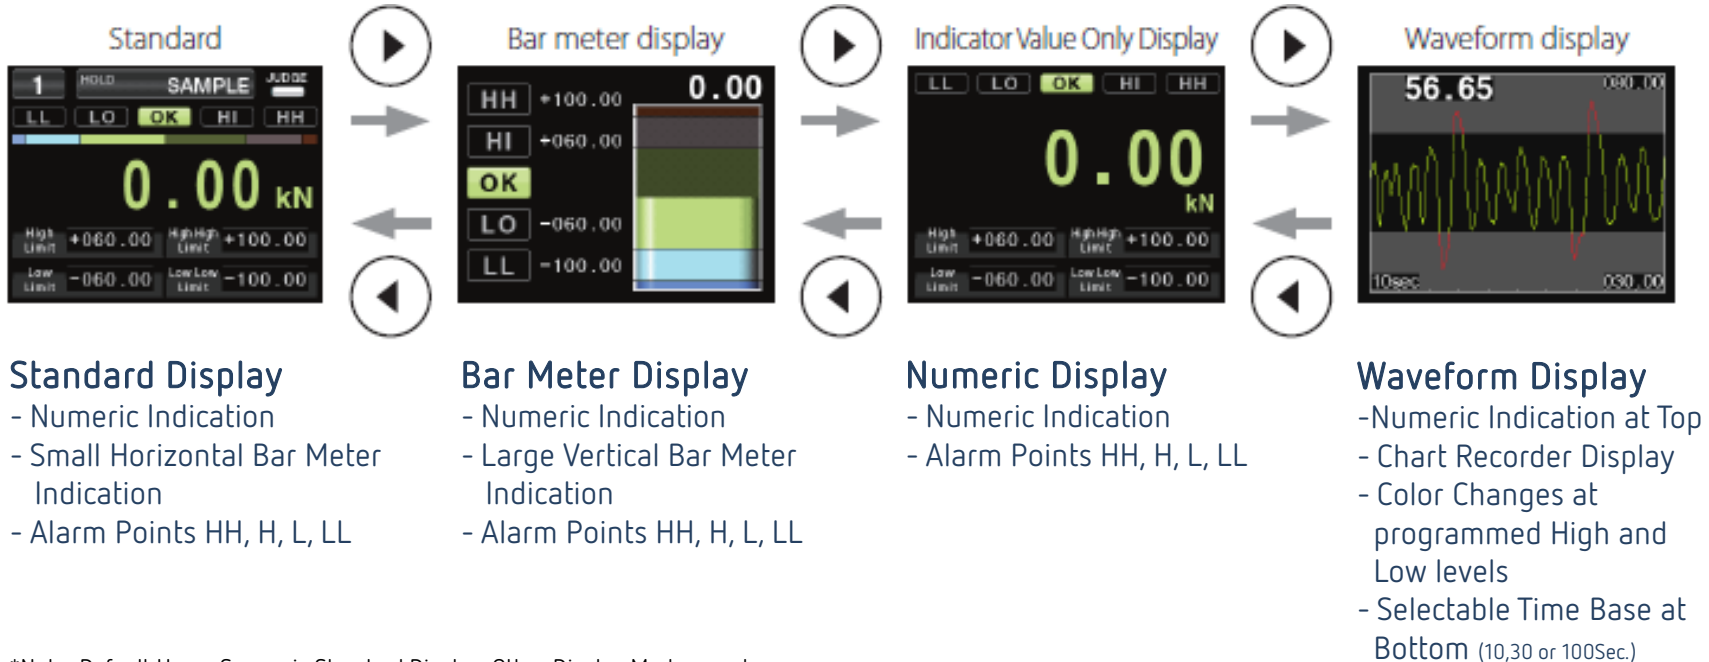 Standard
Bar meter display
Indicator Value Only Display
Waveform display
1 HOLD SAMPLE JUDGE
LL LO OK HI HH
0.00 kN
High Limit +060.00 High High Limit +100.00
Low Limit -060.00 Low Low Limit -100.00
0.00
HH +100.00
HI +060.00
OK
LO -060.00
LL -100.00
LL LO OK HI HH
0.00
kN
High Limit +060.00 High High Limit +100.00
Low Limit -060.00 Low Low Limit -100.00
56.65 080.00
10sec 030.00
Standard Display
- Numeric Indication
- Small Horizontal Bar Meter
Indication
- Alarm Points HH, H, L, LL
Bar Meter Display
- Numeric Indication
- Large Vertical Bar Meter
Indication
- Alarm Points HH, H, L, LL
Numeric Display
- Numeric Indication
- Alarm Points HH, H, L, LL
Waveform Display
-Numeric Indication at Top
- Chart Recorder Display
- Color Changes at
programmed High and
Low levels
- Selectable Time Base at
Bottom (10,30 or 100Sec.)